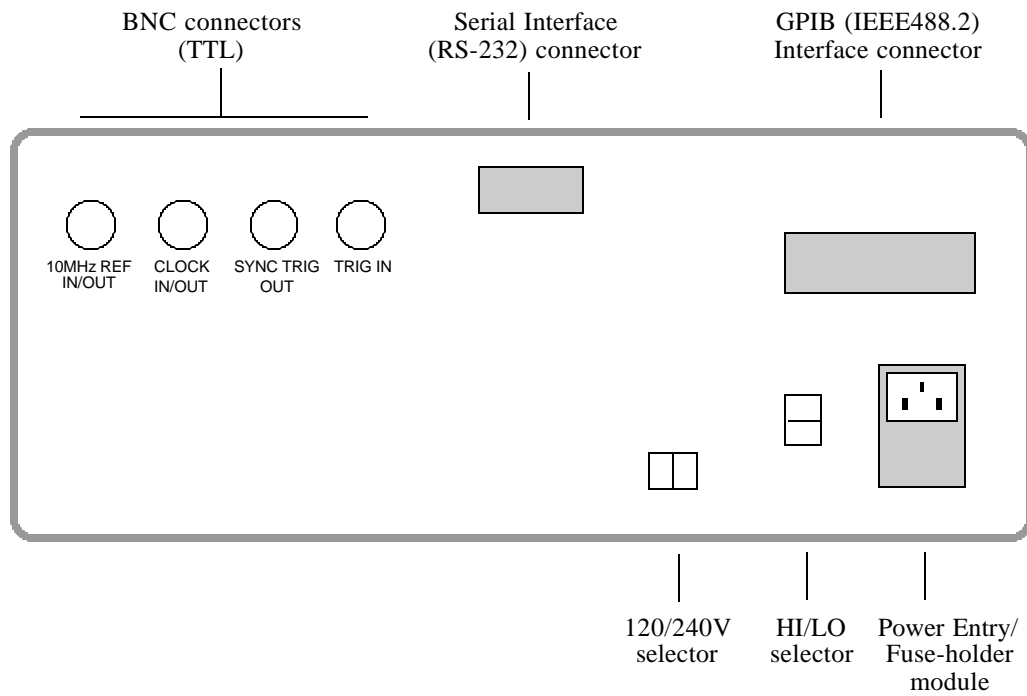 BNC connectors
(TTL)
Serial Interface
(RS-232) connector
GPIB (IEEE488.2)
Interface connector
10MHz REF
IN/OUT
CLOCK
IN/OUT
SYNC TRIG
OUT
TRIG IN
120/240V
selector
HI/LO
selector
Power Entry/
Fuse-holder
module